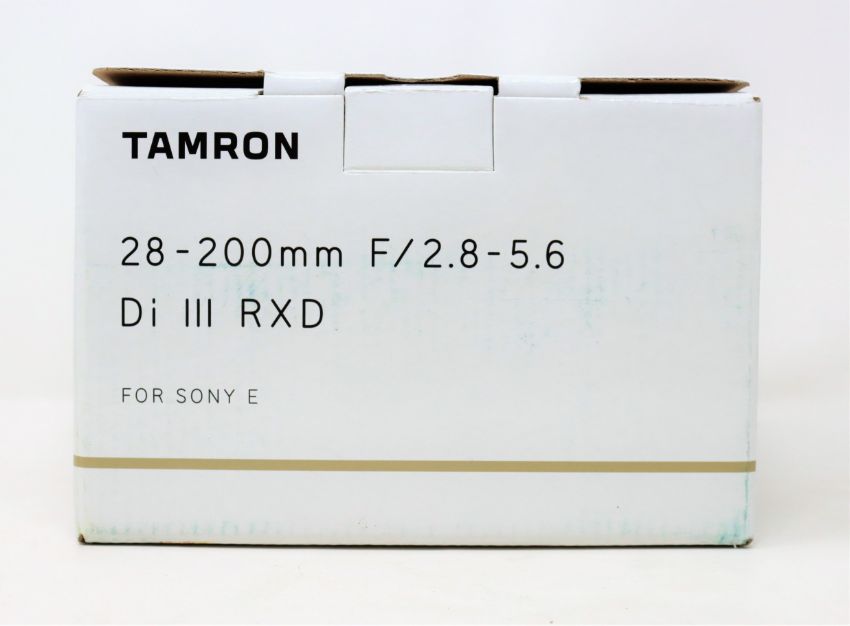 TAMRON
28-200mm F/2.8-5.6
Di III RXD
FOR SONY E